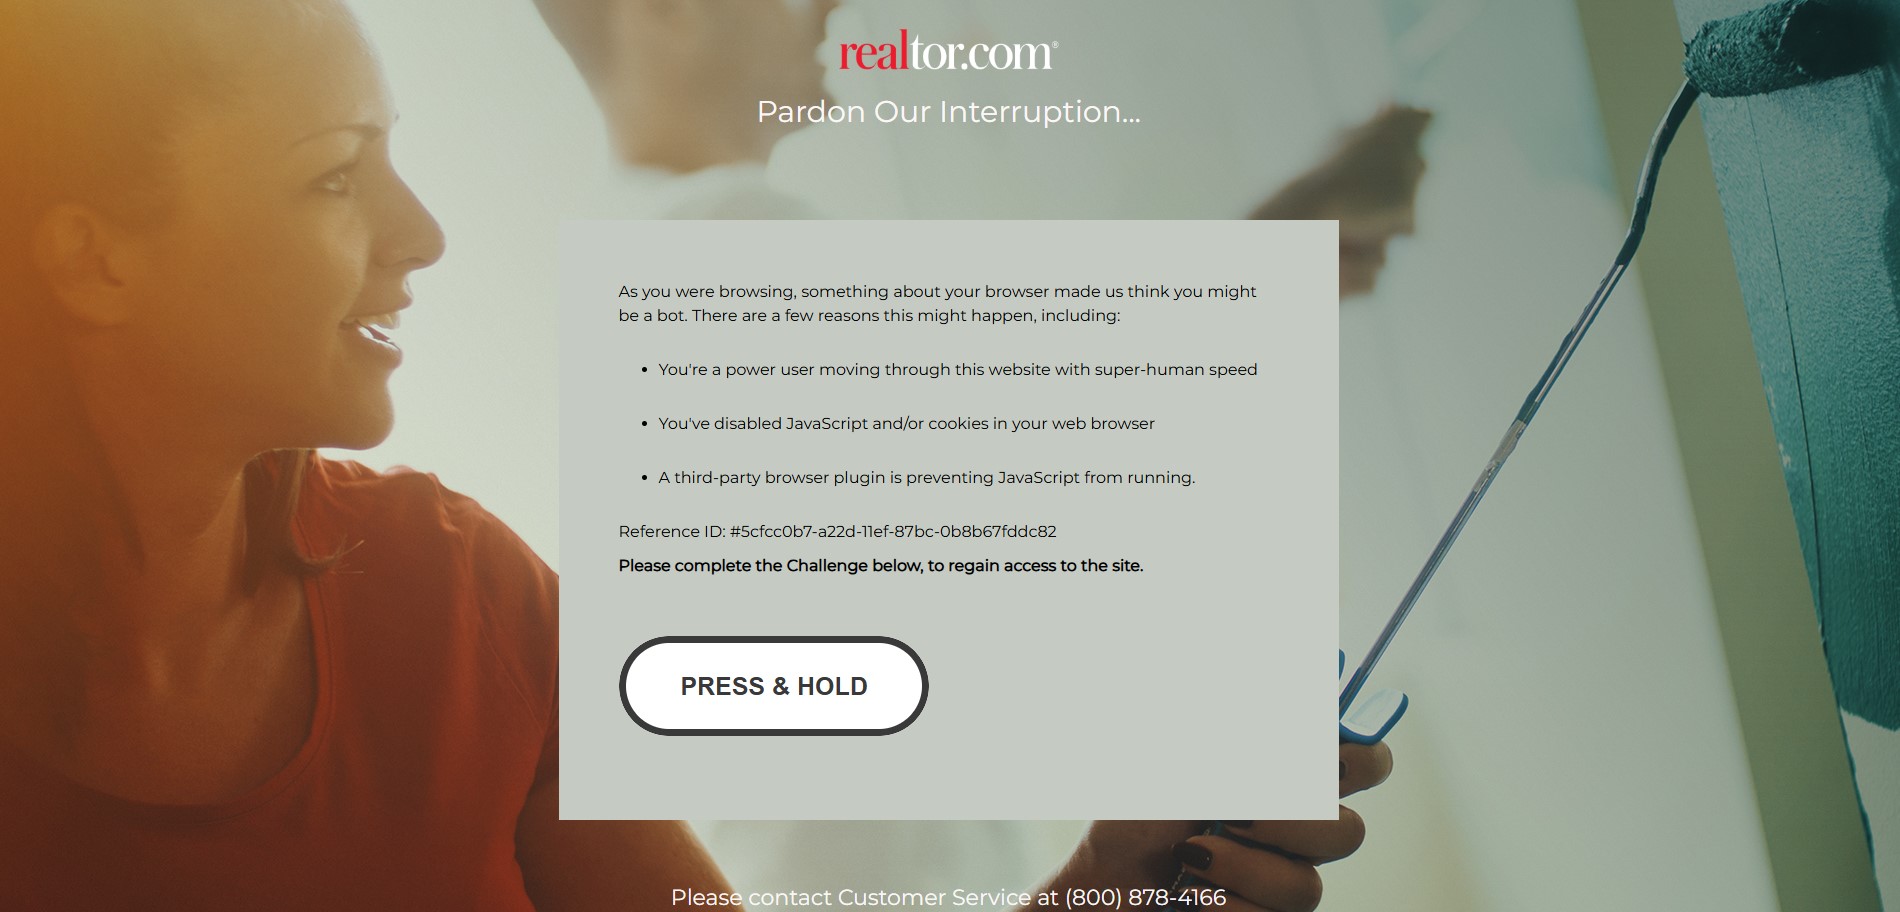 realtor.com®
Pardon Our Interruption...
As you were browsing, something about your browser made us think you might
be a bot. There are a few reasons this might happen, including:
• You're a power user moving through this website with super-human speed
• You've disabled JavaScript and/or cookies in your web browser
• A third-party browser plugin is preventing JavaScript from running.
Reference ID: #5cfcc0b7-a22d-11ef-87bc-0b8b67fddc82
Please complete the Challenge below, to regain access to the site.
PRESS & HOLD
Please contact Customer Service at (800) 878-4166